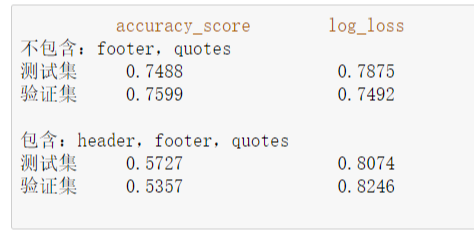 accuracy_score log_loss
不包含：footer，quotes
测试集 0.7488 0.7875
验证集 0.7599 0.7492
包含：header，footer，quotes
测试集 0.5727 0.8074
验证集 0.5357 0.8246